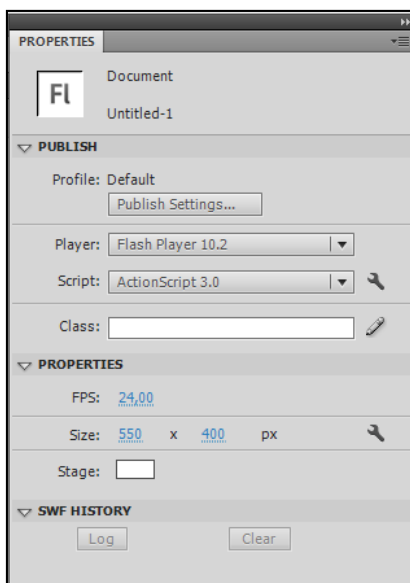 PROPERTIES
Fl
Document
Untitled-1
PUBLISH
Profile: Default
Publish Settings...
Player: Flash Player 10.2
Script: ActionScript 3.0
Class:
PROPERTIES
FPS: 24,00
Size: 550 x 400 px
Stage:
SWF HISTORY
Log Clear